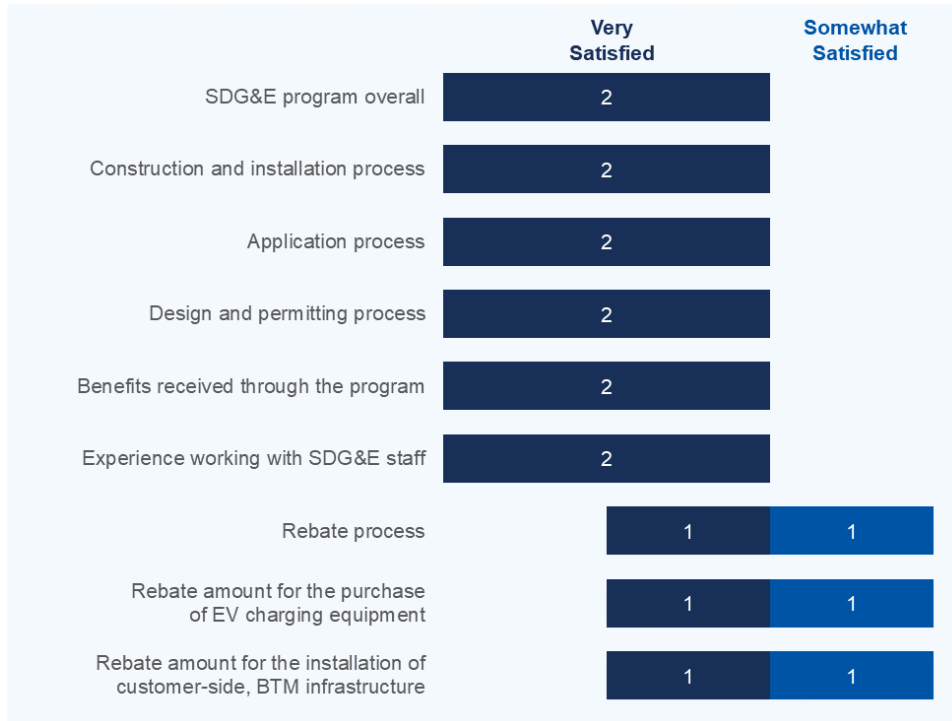 Very
Satisfied
Somewhat
Satisfied
SDG&E program overall
2
Construction and installation process
2
Application process
2
Design and permitting process
2
Benefits received through the program
2
Experience working with SDG&E staff
2
Rebate process
1
1
Rebate amount for the purchase
of EV charging equipment
1
1
Rebate amount for the installation of
customer-side, BTM infrastructure
1
1